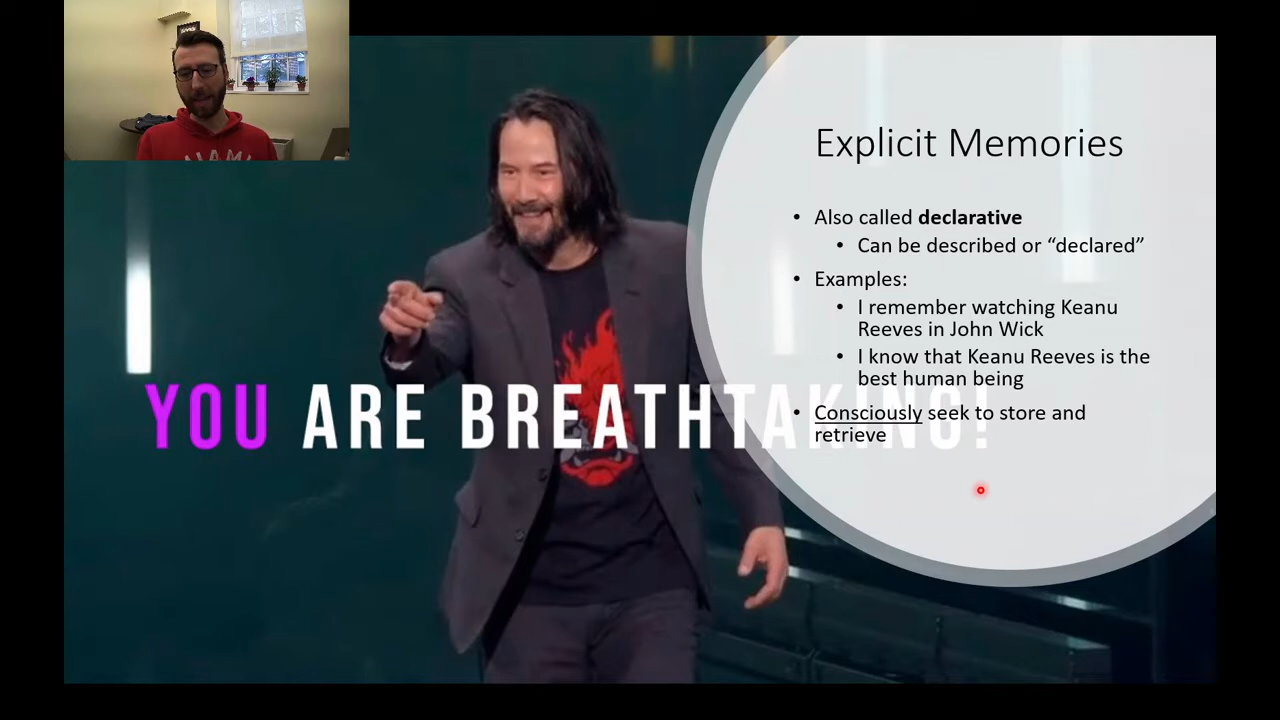 Explicit Memories
• Also called declarative
• Can be described or “declared”
• Examples:
• I remember watching Keanu
Reeves in John Wick
• I know that Keanu Reeves is the
best human being
• Consciously seek to store and
retrieve
YOU ARE BREATHTAKING!